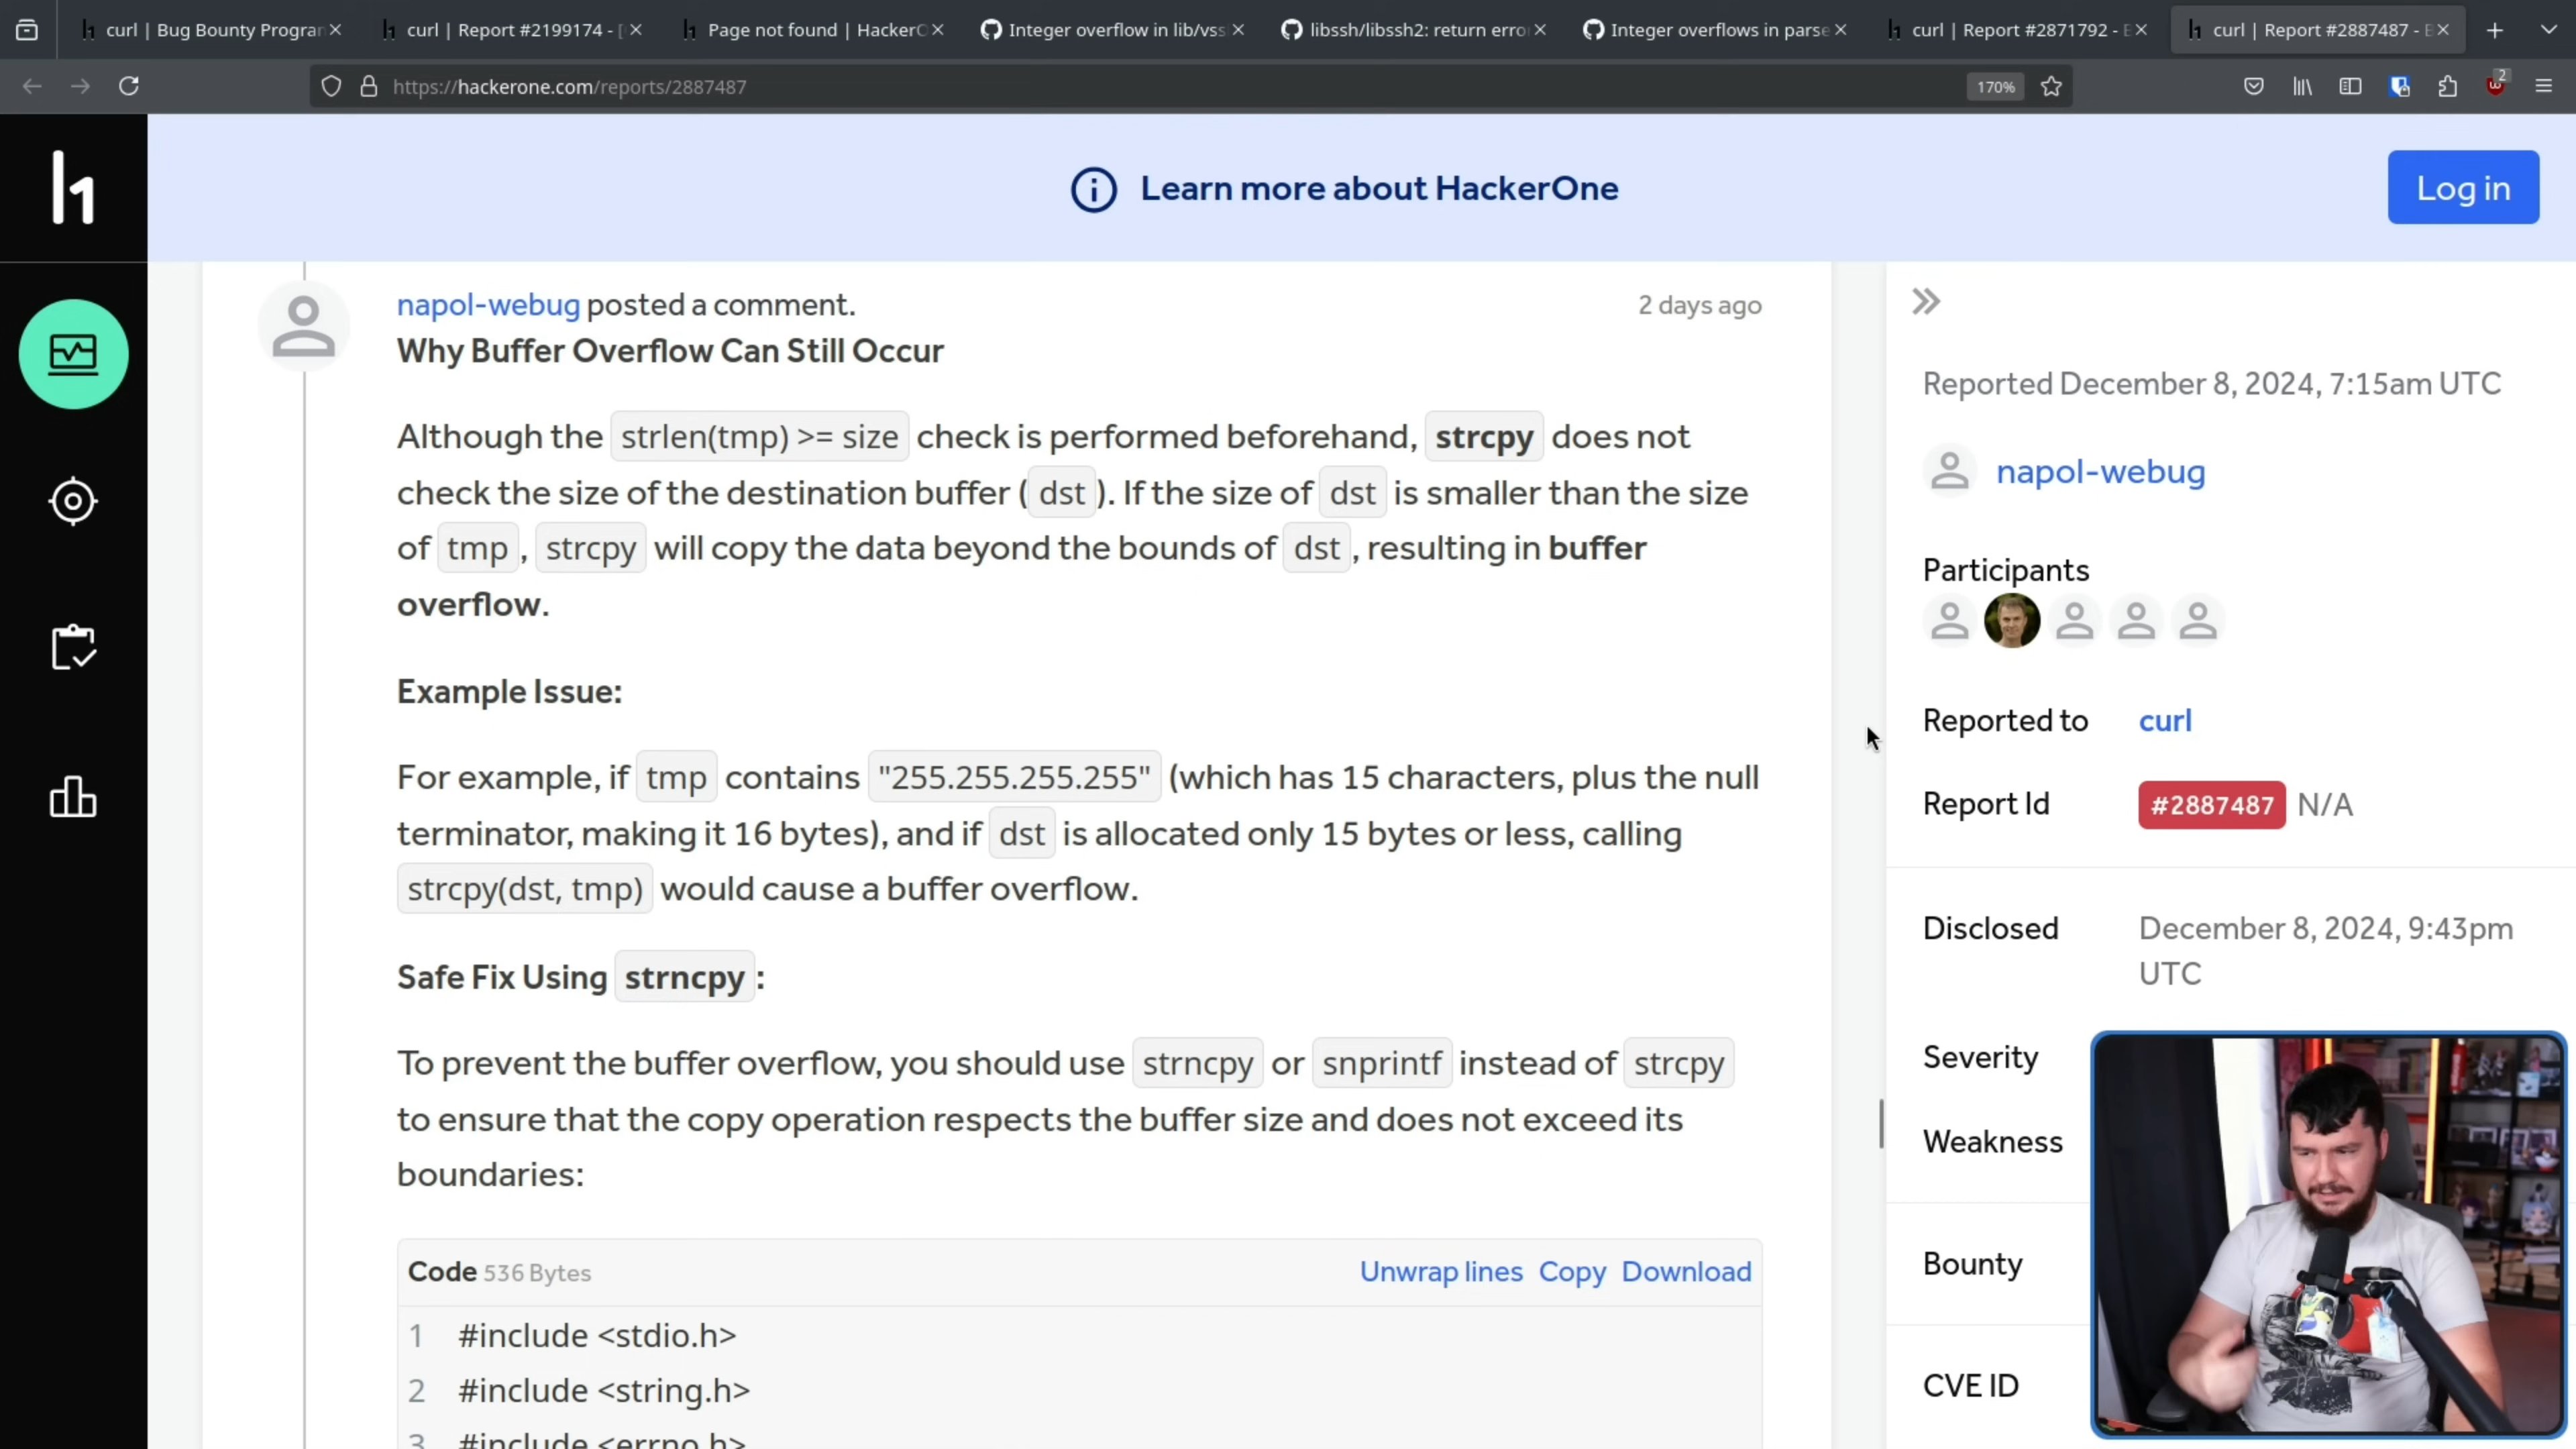 curl | Bug Bounty Progran
curl | Report #2199174 - [
Page not found | HackerO
Integer overflow in lib/vss
libssh/libssh2: return erro
Integer overflows in parse
curl | Report #2871792 - E
curl | Report #2887487 - E
https://hackerone.com/reports/2887487
170%
2
Learn more about HackerOne
Log in
napol-webug posted a comment.
2 days ago
Why Buffer Overflow Can Still Occur
Although the strlen(tmp) >= size check is performed beforehand, strcpy does not
check the size of the destination buffer ( dst ). If the size of dst is smaller than the size
of tmp , strcpy will copy the data beyond the bounds of dst , resulting in buffer
overflow.
Example Issue:
For example, if tmp contains "255.255.255.255" (which has 15 characters, plus the null
terminator, making it 16 bytes), and if dst is allocated only 15 bytes or less, calling
strcpy(dst, tmp) would cause a buffer overflow.
Safe Fix Using strncpy :
To prevent the buffer overflow, you should use strncpy or snprintf instead of strcpy
to ensure that the copy operation respects the buffer size and does not exceed its
boundaries:
Code 536 Bytes
Unwrap lines Copy Download
1 #include <stdio.h>
2 #include <string.h>
3 #include <errno.h>
Reported December 8, 2024, 7:15am UTC
napol-webug
Participants
Reported to curl
Report Id #2887487 N/A
Disclosed December 8, 2024, 9:43pm
UTC
Severity
Weakness
Bounty
CVE ID